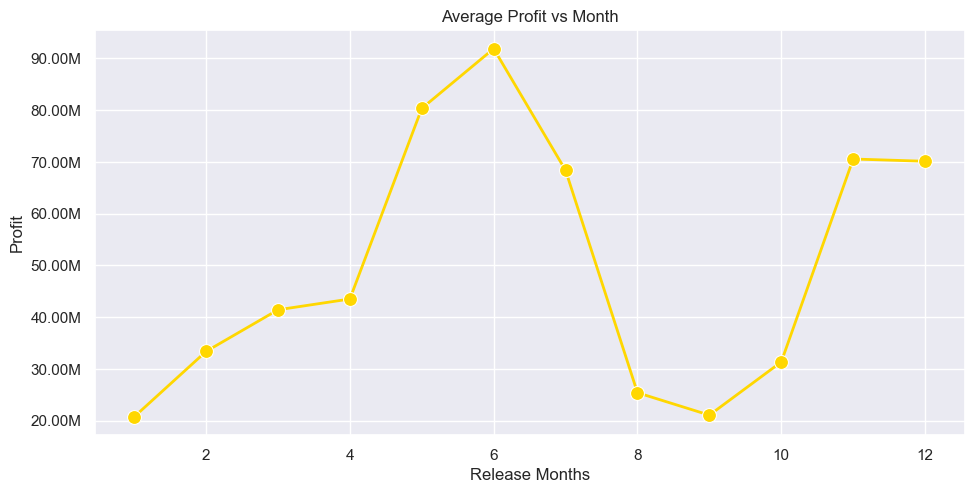 Average Profit vs Month
90.00M
80.00M
70.00M
60.00M
50.00M
40.00M
30.00M
20.00M
Profit
2 4 6 8 10 12
Release Months